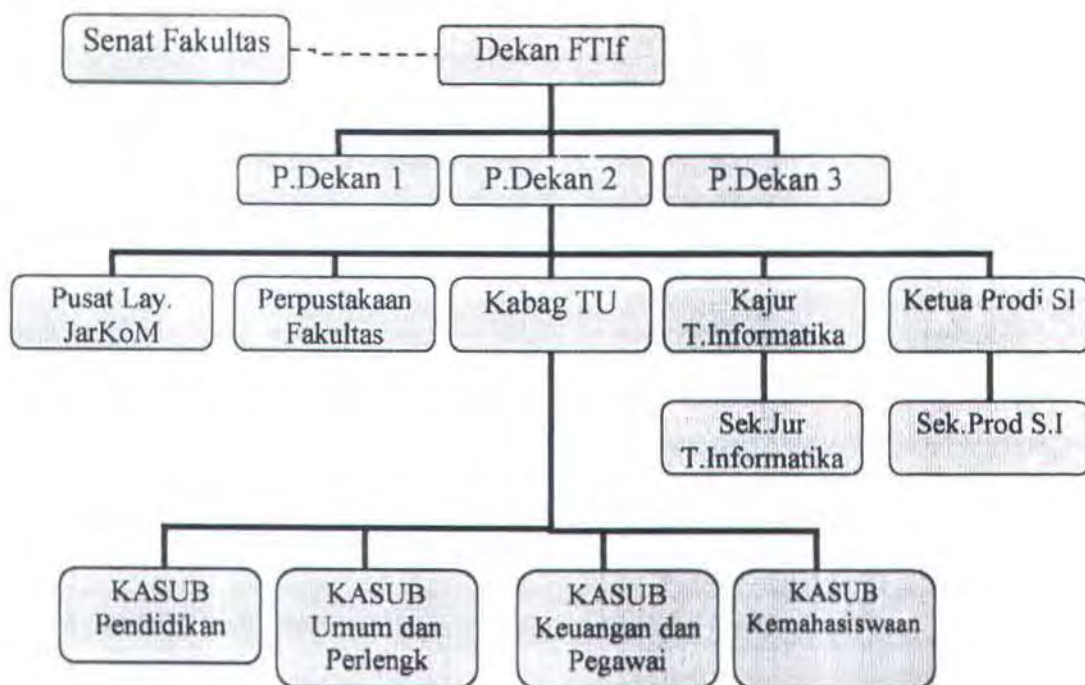 Senat Fakultas
Dekan FTIf
P.Dekan 1
P.Dekan 2
P.Dekan 3
Pusat Lay.
JarKoM
Perpustakaan
Fakultas
Kabag TU
Kajur
T.Informatika
Ketua Prodi SI
Sek.Jur
T.Informatika
Sek.Prod S.I
KASUB
Pendidikan
KASUB
Umum dan
Perlengk
KASUB
Keuangan dan
Pegawai
KASUB
Kemahasiswaan